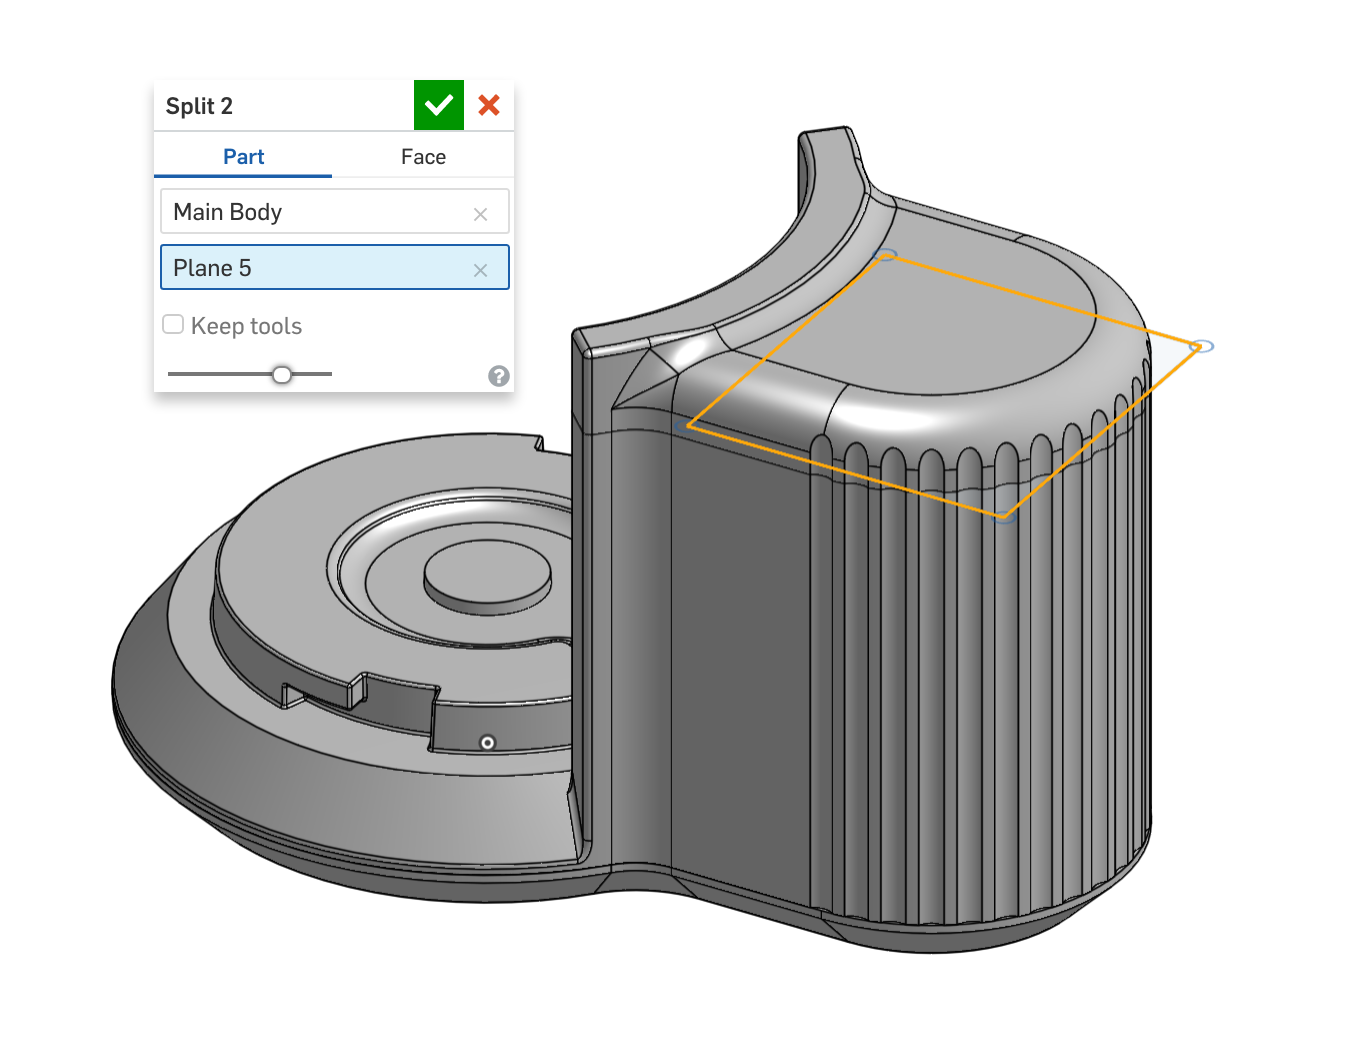 Split 2
Part Face
Main Body
Plane 5
Keep tools
?